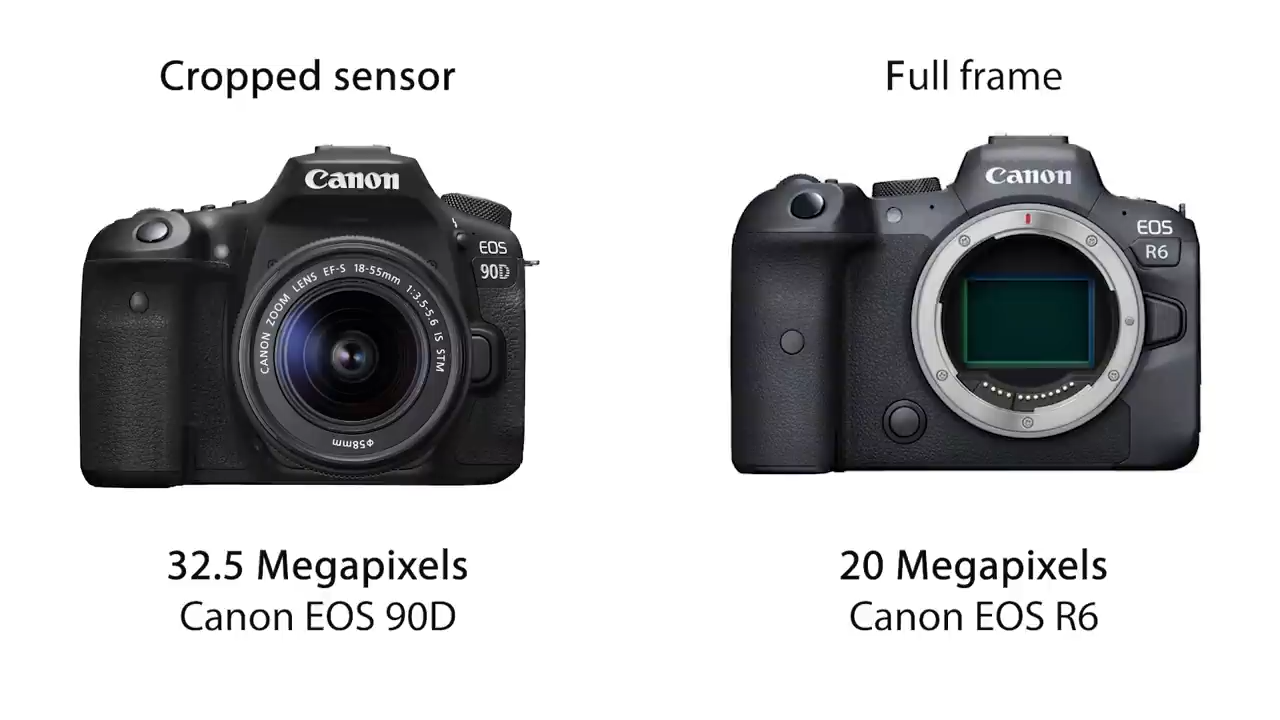 Cropped sensor
Full frame
Canon
EOS
90D
CANON ZOOM LENS EF-S 18-55mm 1:3.5-5.6 IS STM
ø58mm
Canon
EOS
R6
32.5 Megapixels
Canon EOS 90D
20 Megapixels
Canon EOS R6